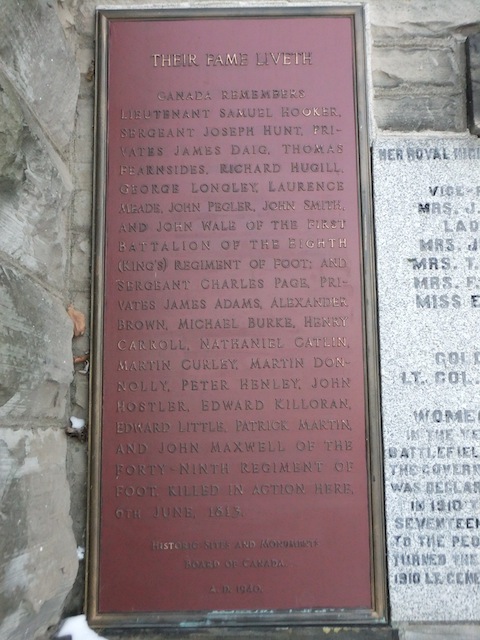 THEIR FAME LIVETH
CANADA REMEMBERS
LIEUTENANT SAMUEL HOOKER,
SERGEANT JOSEPH HUNT, PRI-
VATES JAMES DAIG, THOMAS
FEARNSIDES, RICHARD HUGILL,
GEORGE LONGLEY, LAURENCE
MEADE, JOHN PEGLER, JOHN SMITH,
AND JOHN WALE OF THE FIRST
BATTALION OF THE EIGHTH
(KING'S) REGIMENT OF FOOT; AND
SERGEANT CHARLES PAGE, PRI-
VATES JAMES ADAMS, ALEXANDER
BROWN, MICHAEL BURKE, HENRY
CARROLL, NATHANIEL CATLIN,
MARTIN CURLEY, MARTIN DON-
NOLLY, PETER HENLEY, JOHN
HOSTLER, EDWARD KILLORAN,
EDWARD LITTLE, PATRICK MARTIN,
AND JOHN MAXWELL OF THE
FORTY-NINTH REGIMENT OF
FOOT, KILLED IN ACTION HERE,
6TH JUNE, 1813.
HISTORIC SITES AND MONUMENTS
BOARD OF CANADA.
A.D. 1940.
HER ROYAL HIGH
VICE-
MRS. J
LAD
MRS. J
MRS. T.
MRS. F.
MISS E
GOL
LT. COL.
WOME
IN THE YE
BATTLEFIEL
THE GOVERN
WAS DECLAR
IN 1910 T
SEVENTEEN
TO THE PEO
TURNED THE
1910 LE CEME